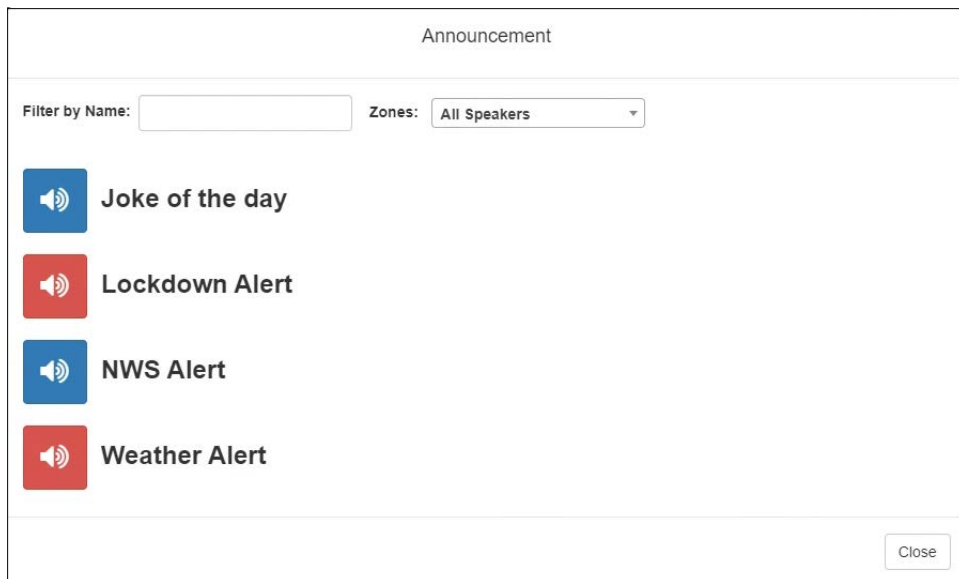 Announcement
Filter by Name: Zones: All Speakers
Joke of the day
Lockdown Alert
NWS Alert
Weather Alert
Close